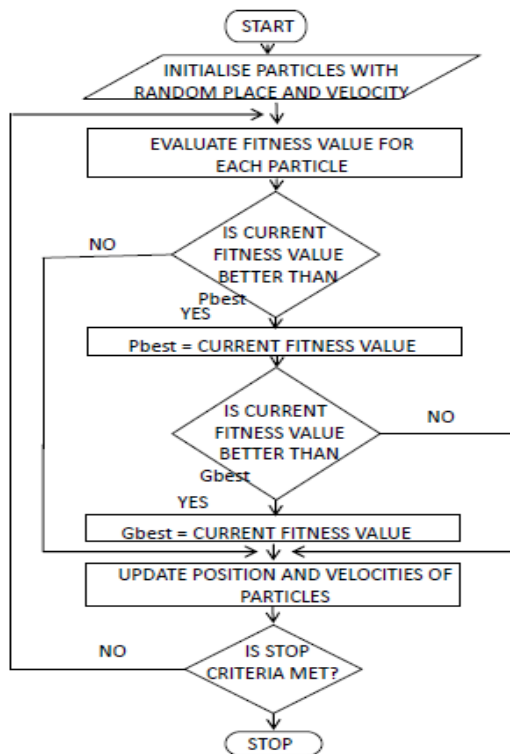 START
INITIALISE PARTICLES WITH
RANDOM PLACE AND VELOCITY
EVALUATE FITNESS VALUE FOR
EACH PARTICLE
NO
IS CURRENT
FITNESS VALUE
BETTER THAN
Pbest
YES
Pbest = CURRENT FITNESS VALUE
IS CURRENT
FITNESS VALUE
BETTER THAN
Gbest
NO
YES
Gbest = CURRENT FITNESS VALUE
UPDATE POSITION AND VELOCITIES OF
PARTICLES
NO
IS STOP
CRITERIA MET?
STOP